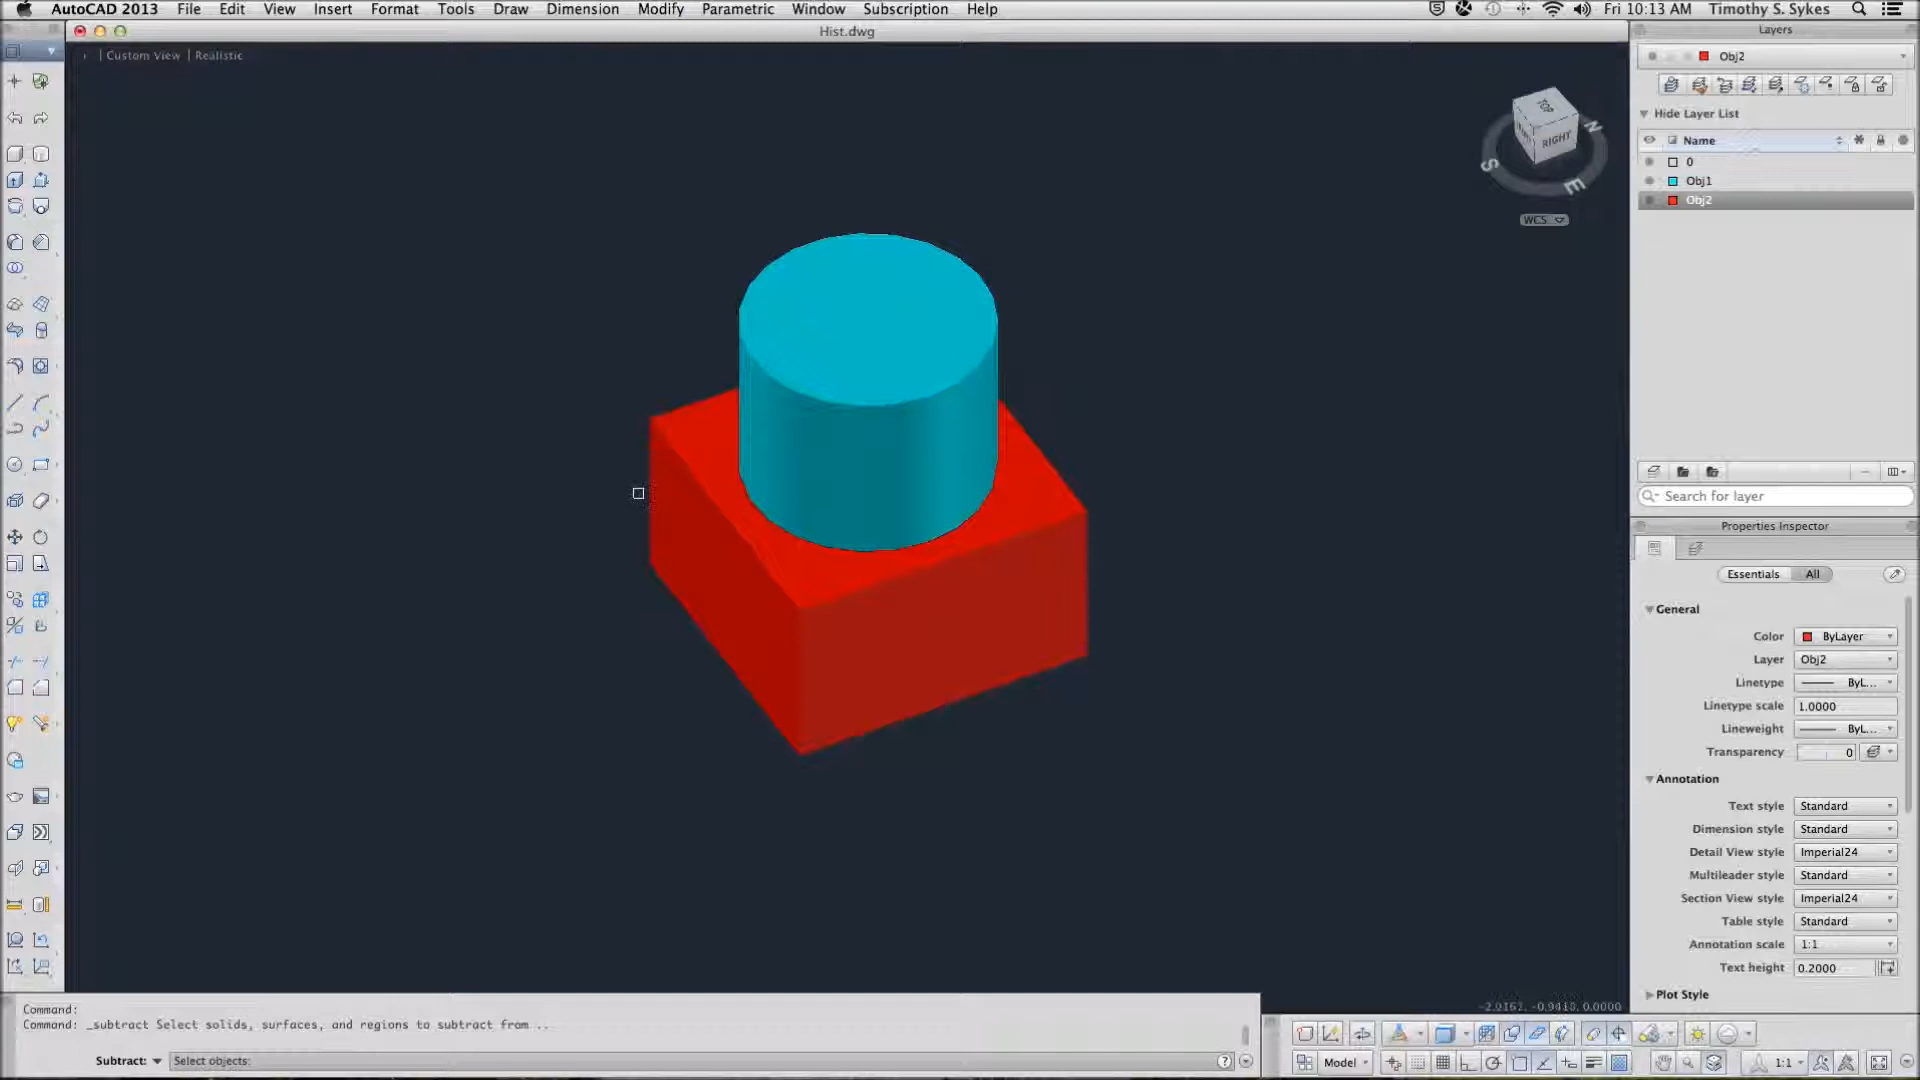 AutoCAD 2013 File Edit View Insert Format Tools Draw Dimension Modify Parametric Window Subscription Help Fri 10:13 AM Timothy S. Sykes
Hist.dwg
Custom View | Realistic
TOP
RIGHT
N
S
E
WCS
Layers
Obj2
Hide Layer List
Name
0
Obj1
Obj2
Search for layer
Properties Inspector
Essentials All
General
Color ByLayer
Layer Obj2
Linetype ByL...
Linetype scale 1.0000
Lineweight ByL...
Transparency 0
Annotation
Text style Standard
Dimension style Standard
Detail View style Imperial24
Multileader style Standard
Section View style Imperial24
Table style Standard
Annotation scale 1:1
Text height 0.2000
Plot Style
Command:
Command: _subtract Select solids, surfaces, and regions to subtract from ..
Subtract: Select objects:
Model 1:1